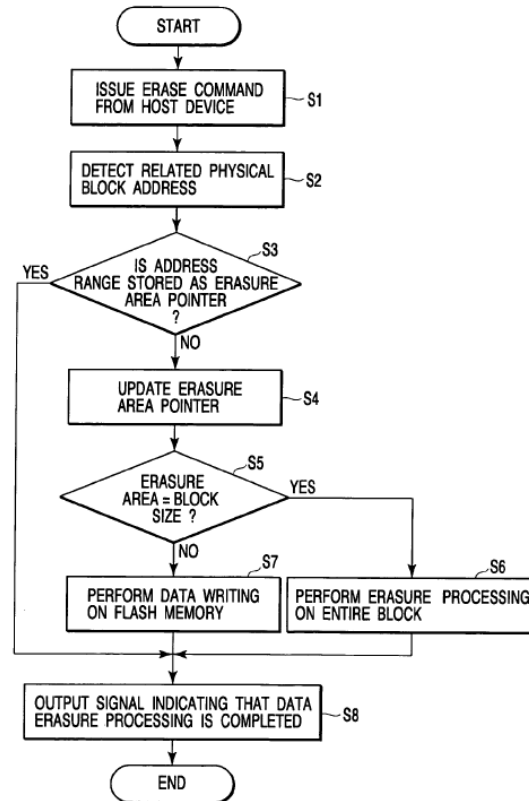 START
ISSUE ERASE COMMAND
FROM HOST DEVICE
S1
DETECT RELATED PHYSICAL
BLOCK ADDRESS
S2
S3
YES
IS ADDRESS
RANGE STORED AS ERASURE
AREA POINTER
?
NO
UPDATE ERASURE
AREA POINTER
S4
S5
ERASURE
AREA = BLOCK
SIZE ?
YES
NO
S7
PERFORM DATA WRITING
ON FLASH MEMORY
S6
PERFORM ERASURE PROCESSING
ON ENTIRE BLOCK
OUTPUT SIGNAL INDICATING THAT DATA
ERASURE PROCESSING IS COMPLETED
S8
END